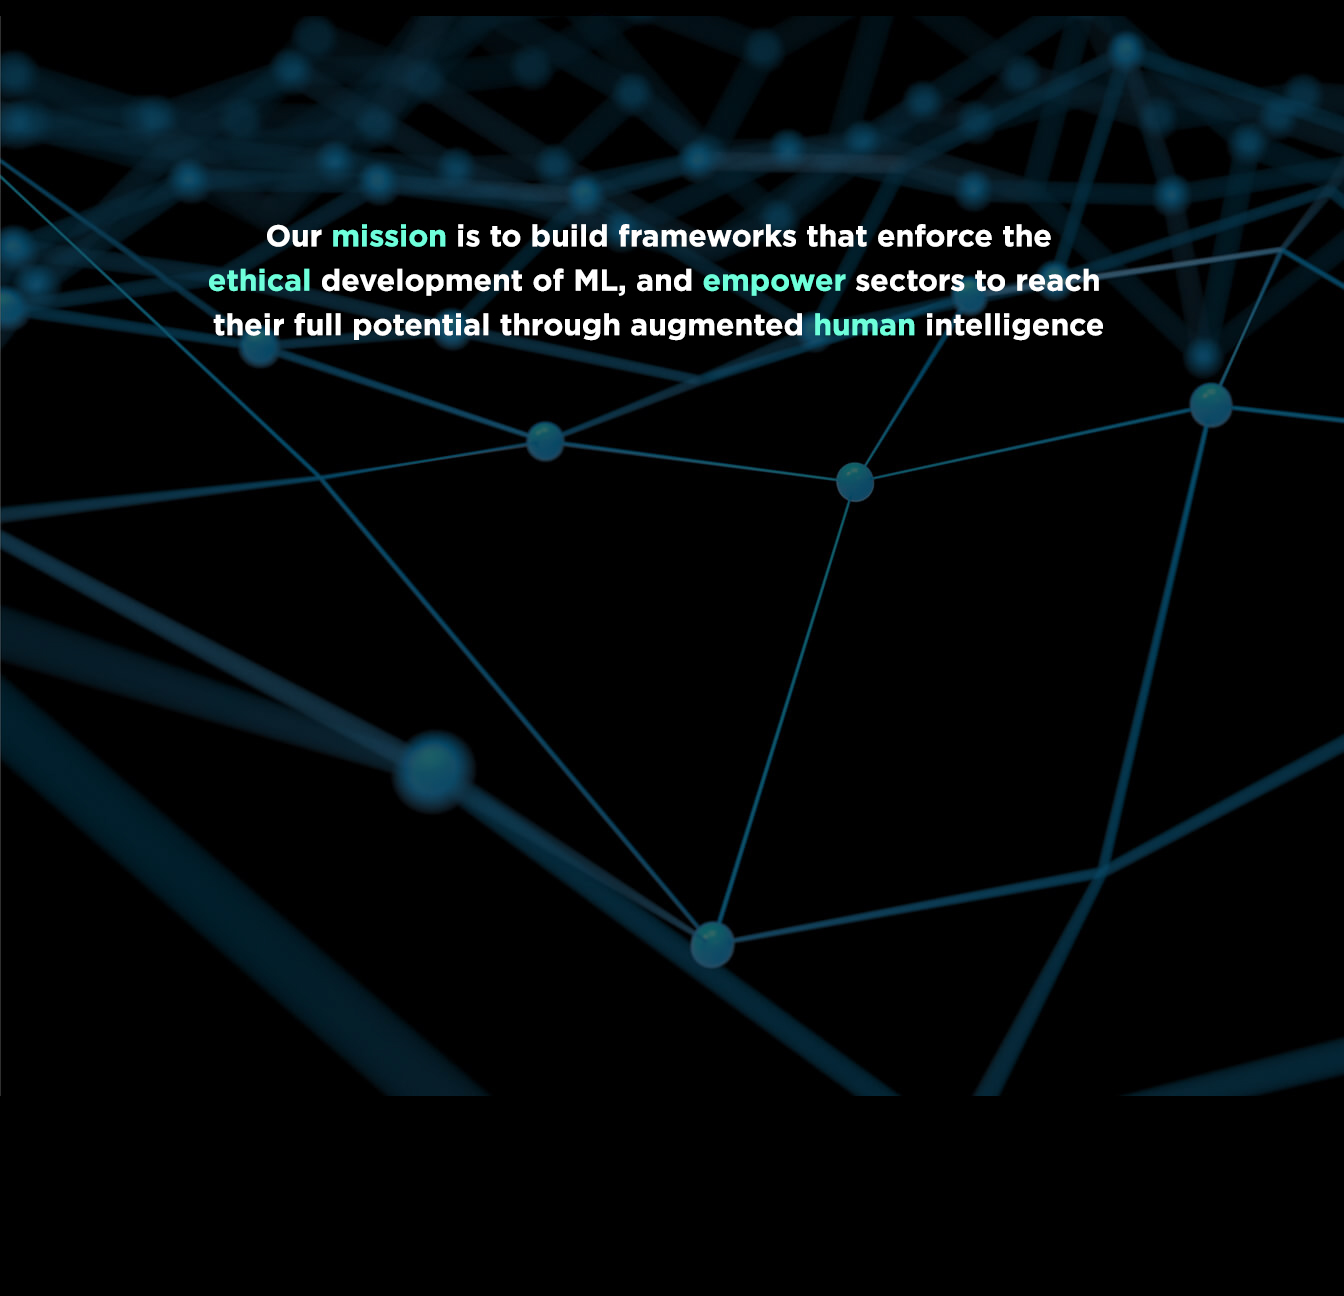 Our mission is to build frameworks that enforce the
ethical development of ML, and empower sectors to reach
their full potential through augmented human intelligence